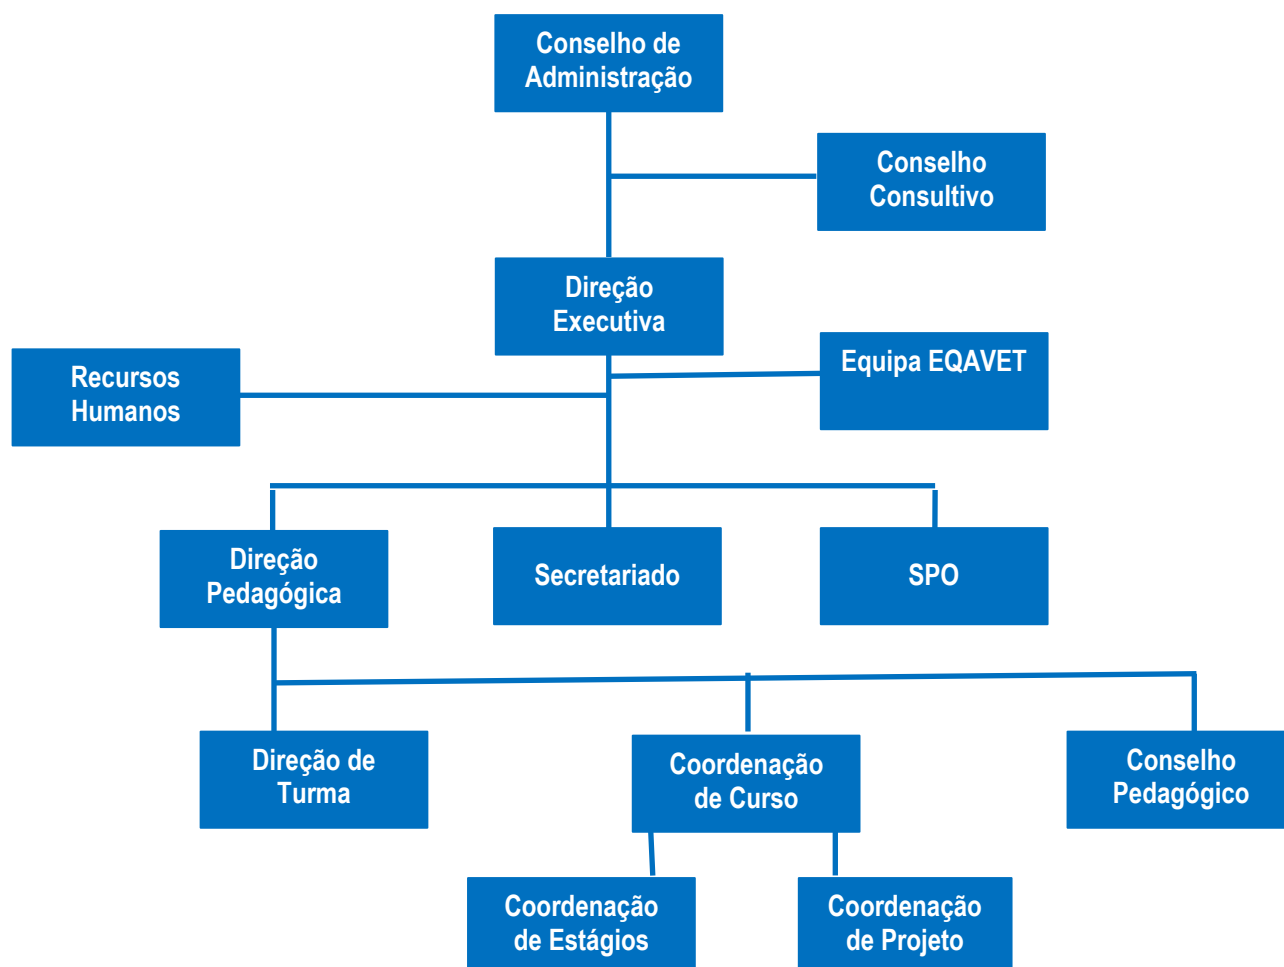 Conselho de
Administração
Conselho
Consultivo
Direção
Executiva
Equipa EQAVET
Recursos
Humanos
Direção
Pedagógica
Secretariado
SPO
Direção de
Turma
Coordenação
de Curso
Conselho
Pedagógico
Coordenação
de Estágios
Coordenação
de Projeto